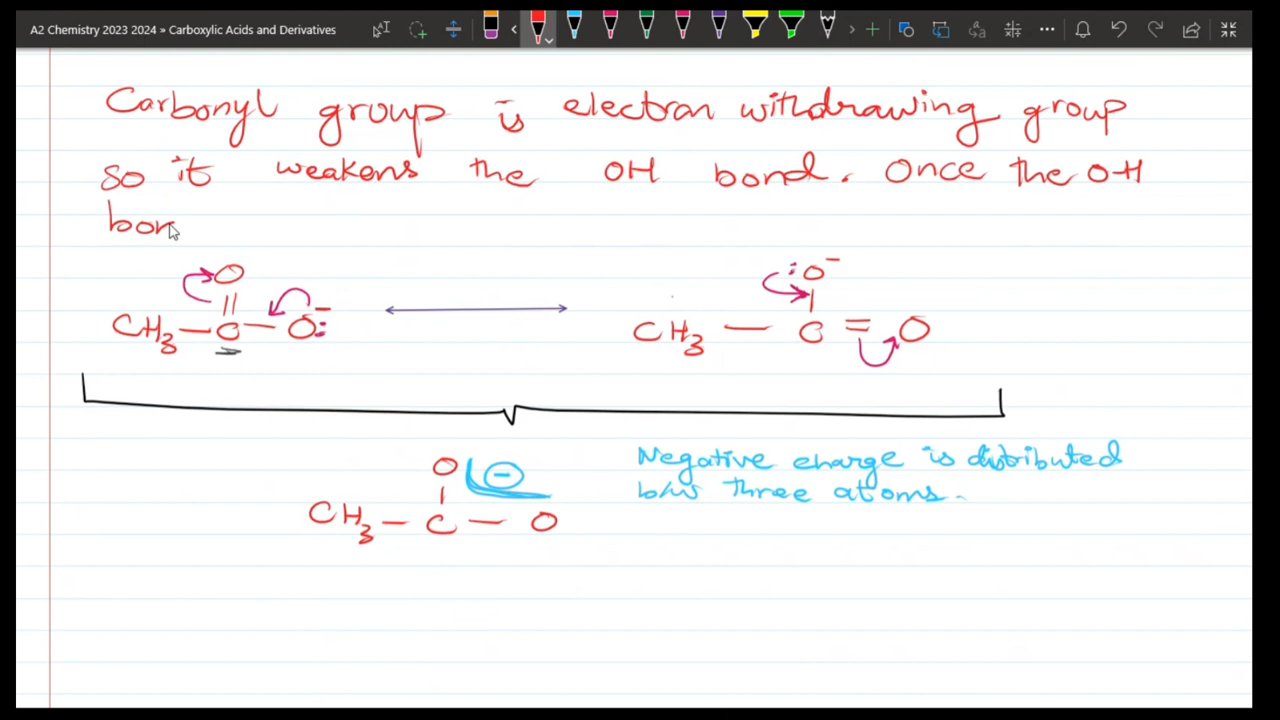 A2 Chemistry 2023 2024 » Carboxylic Acids and Derivatives
Carbonyl group is electron withdrawing group
so it weakens the OH bond. Once the O-H
bon
O
||
CH3 — C — O⁻:
:O⁻
|
CH3 — C = O
O
|
CH3 — C — O
⊖
Negative charge is distributed
b/w three atoms.